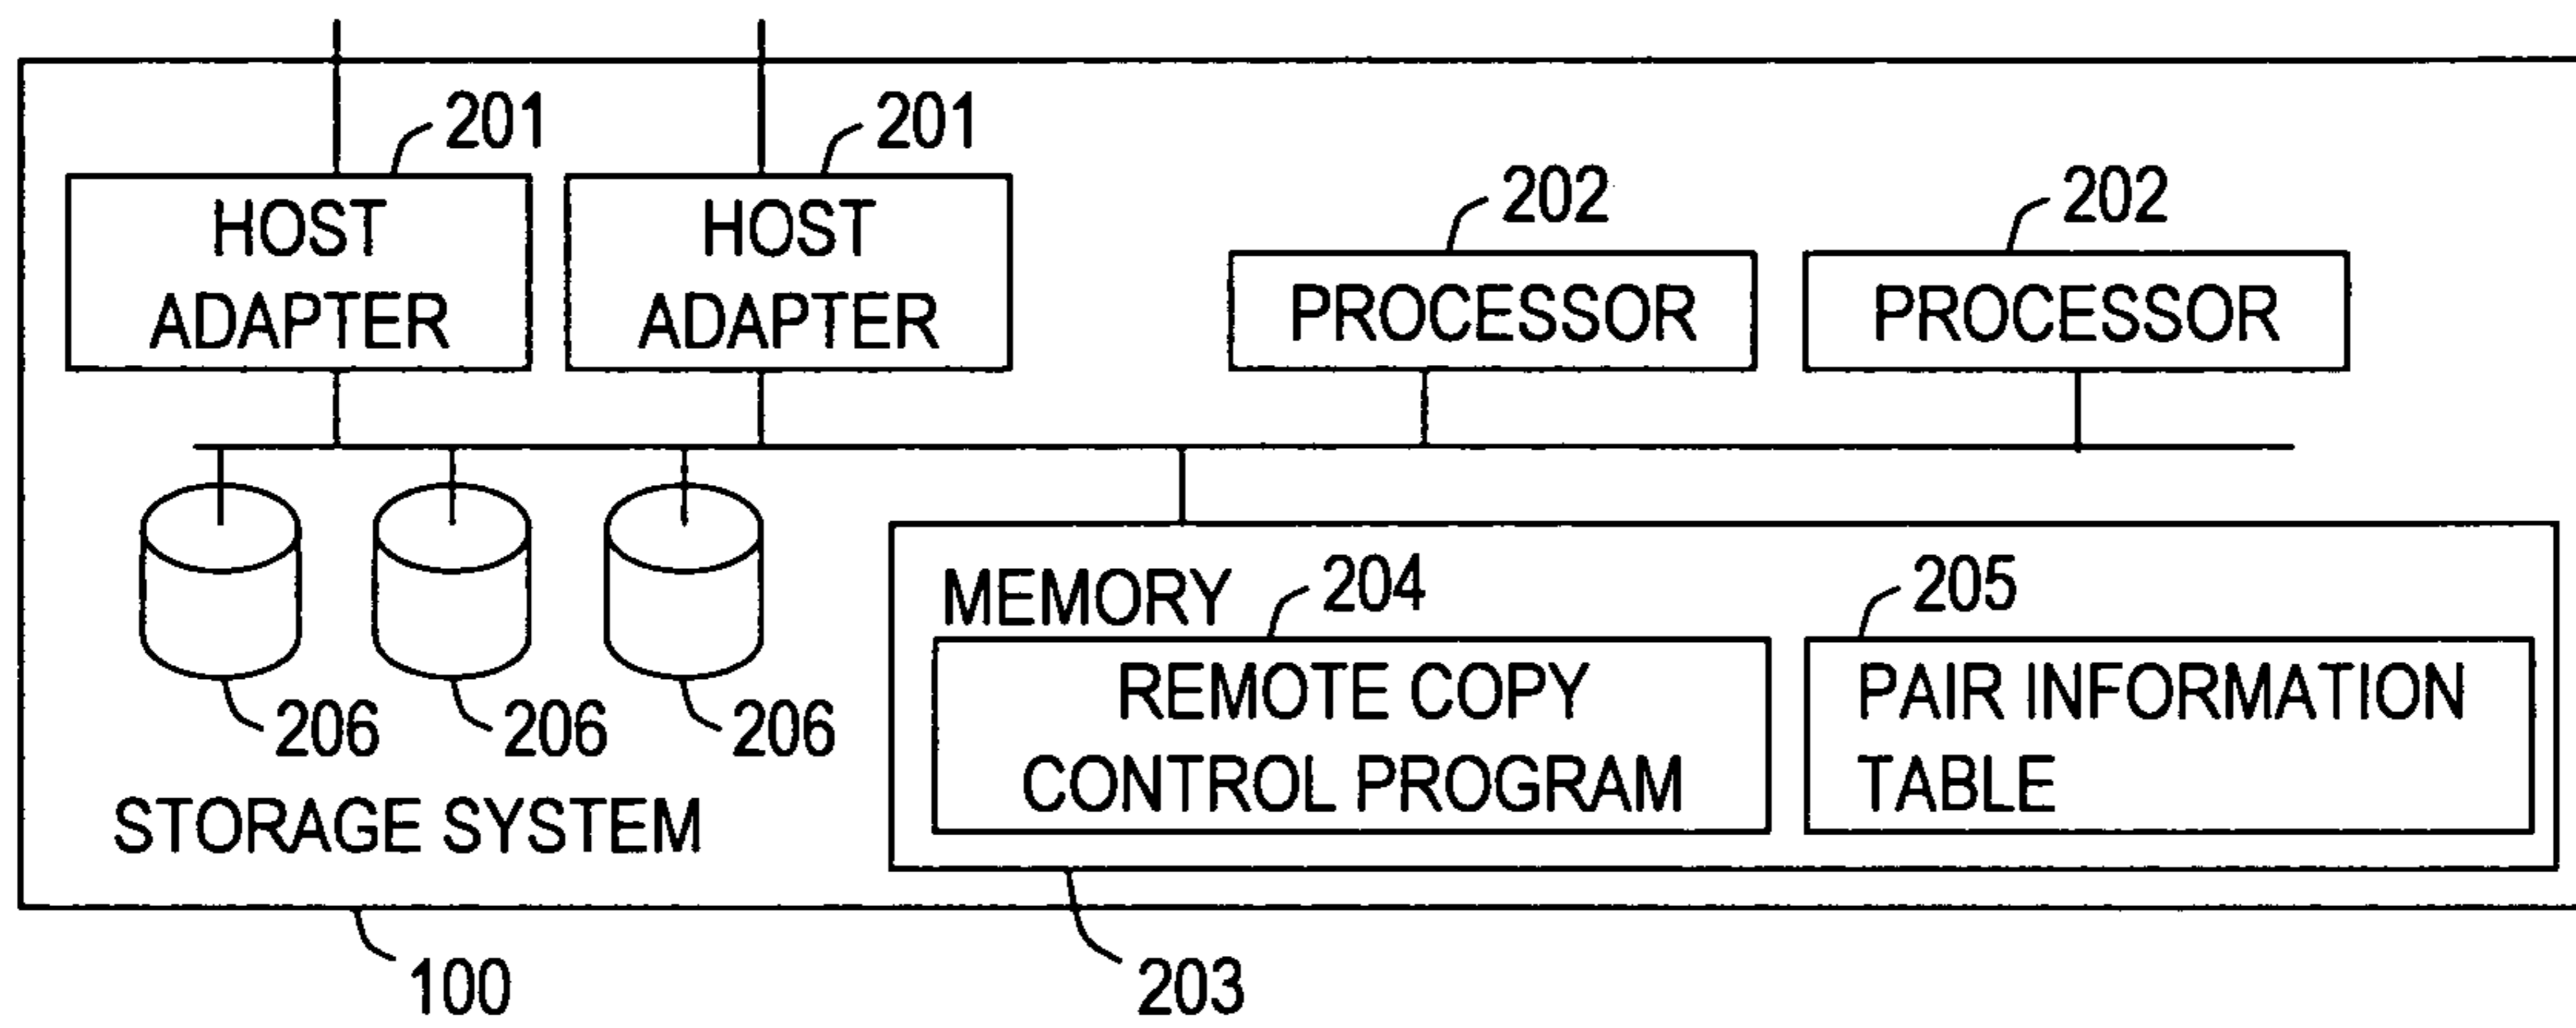 201
201
HOST
ADAPTER
HOST
ADAPTER
202
202
PROCESSOR
PROCESSOR
206
206
206
STORAGE SYSTEM
MEMORY
204
205
REMOTE COPY
CONTROL PROGRAM
PAIR INFORMATION
TABLE
100
203